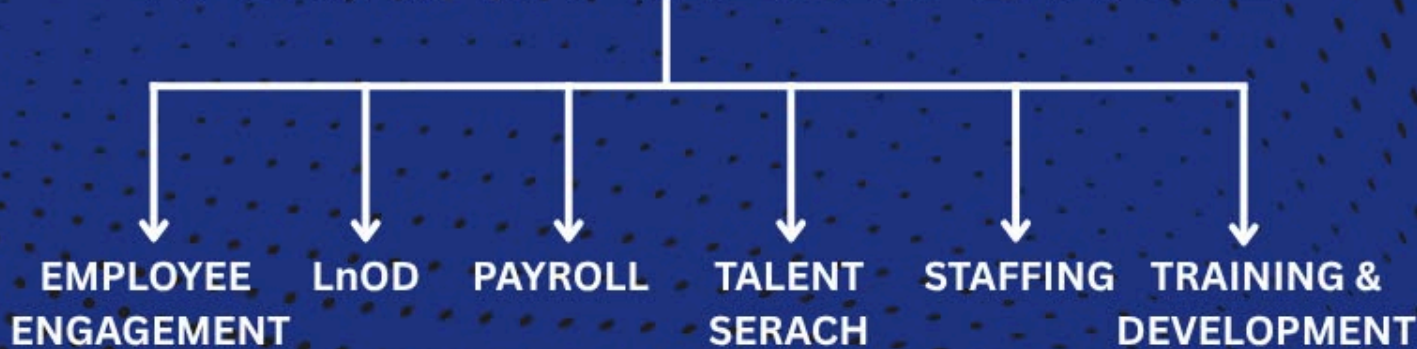 EMPLOYEE ENGAGEMENT
LnOD
PAYROLL
TALENT SERACH
STAFFING
TRAINING & DEVELOPMENT